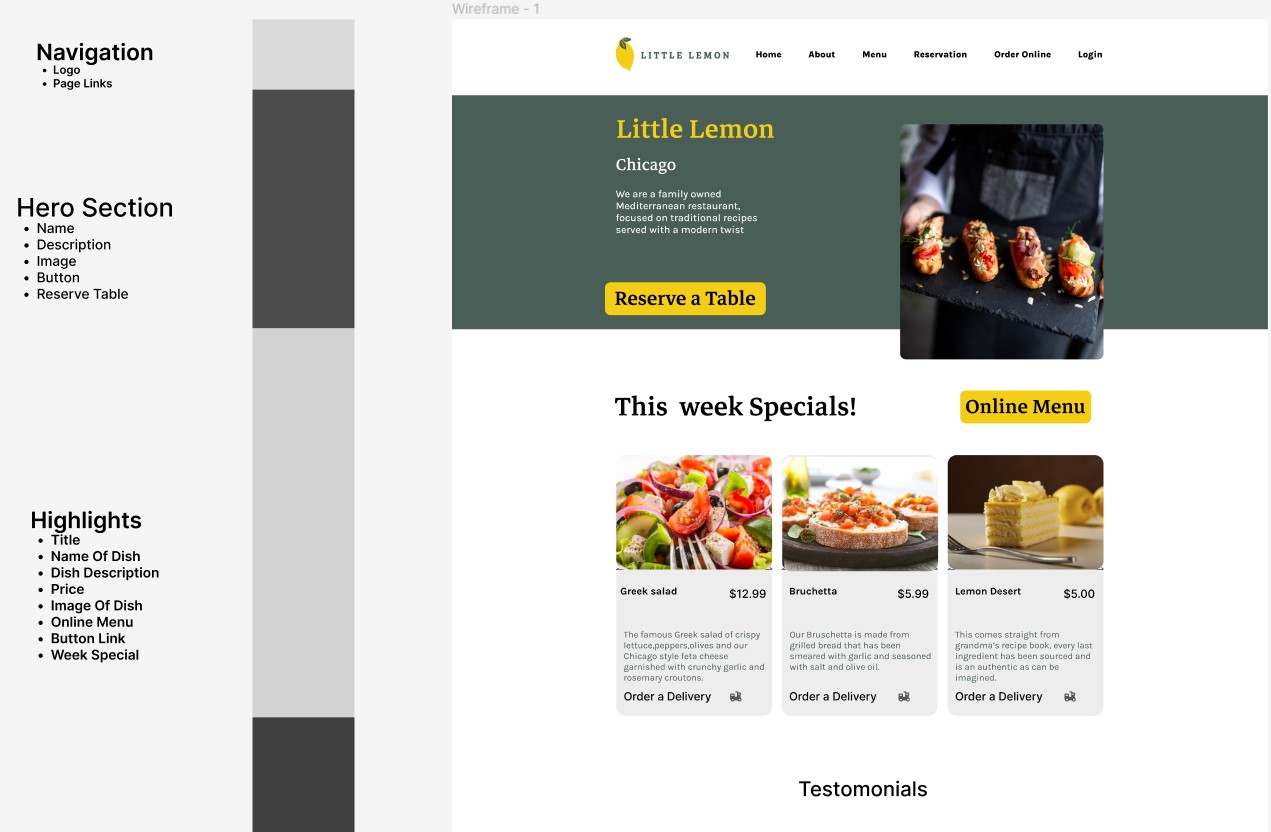 Wireframe - 1
Navigation
Logo
Page Links
Hero Section
Name
Description
Image
Button
Reserve Table
Highlights
Title
Name Of Dish
Dish Description
Price
Image Of Dish
Online Menu
Button Link
Week Special
LITTLE LEMON
Home About Menu Reservation Order Online Login
Little Lemon
Chicago
We are a family owned
Mediterranean restaurant,
focused on traditional recipes
served with a modern twist
Reserve a Table
This week Specials!
Online Menu
Greek salad $12.99
The famous Greek salad of crispy
lettuce,peppers,olives and our
Chicago style feta cheese
garnished with crunchy garlic and
rosemary croutons.
Order a Delivery
Bruchetta $5.99
Our Bruschetta is made from
grilled bread that has been
smeared with garlic and seasoned
with salt and olive oil.
Order a Delivery
Lemon Desert $5.00
This comes straight from
grandma's recipe book, every last
ingredient has been sourced and
is an authentic as can be
imagined.
Order a Delivery
Testomonials